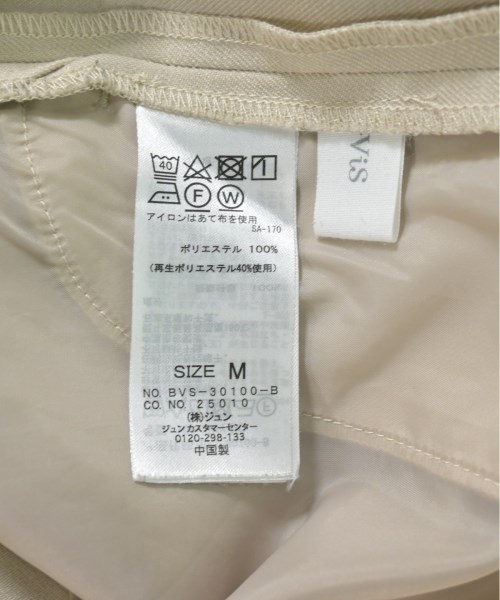 40
F W
アイロンはあて布を使用
SA-170
ポリエステル 100%
(再生ポリエステル40%使用)
SIZE M
NO. BVS-30100-B
CO. NO. 25010
(株)ジュン
ジュンカスタマーセンター
0120-298-133
中国製
ViS